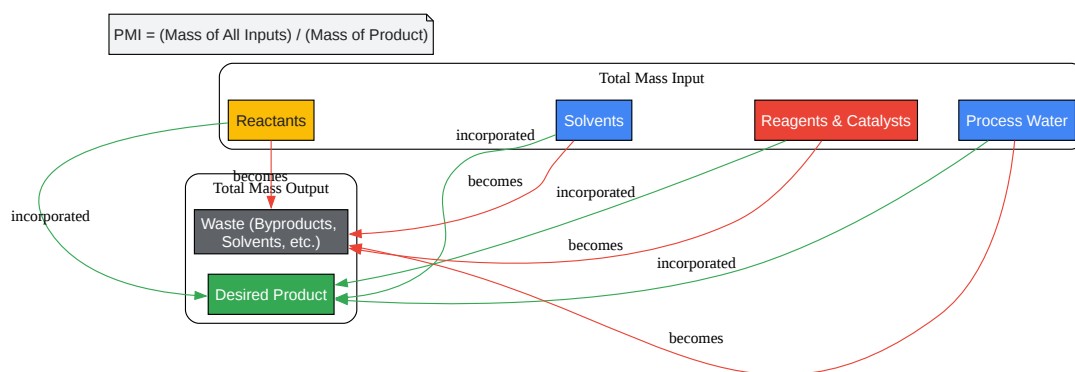 PMI = (Mass of All Inputs) / (Mass of Product)
Total Mass Input
Reactants
Solvents
Reagents & Catalysts
Process Water
incorporated
becomes
becomes
Total Mass Output
incorporated
incorporated
Waste (Byproducts,
Solvents, etc.)
becomes
incorporated
Desired Product
becomes